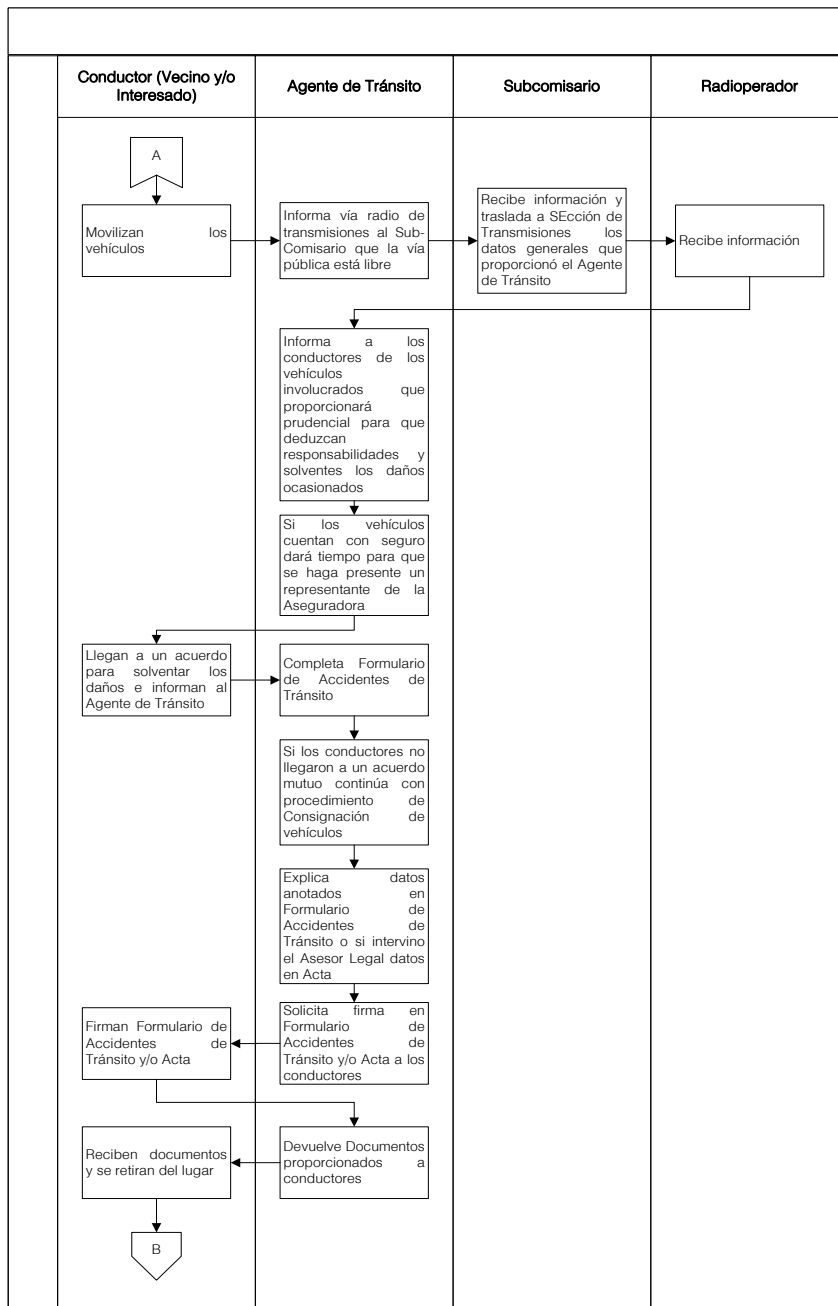 Conductor (Vecino y/o
Interesado)
Agente de Tránsito
Subcomisario
Radioperador
A
Movilizan los
vehículos
Informa vía radio de
transmisiones al Sub-
Comisario que la vía
pública está libre
Recibe información y
traslada a SEcción de
Transmisiones los
datos generales que
proporcionó el Agente
de Tránsito
Recibe información
Informa a los
conductores de los
vehículos
involucrados que
proporcionará
prudencial para que
deduzcan
responsabilidades y
solventes los daños
ocasionados
Si los vehículos
cuentan con seguro
dará tiempo para que
se haga presente un
representante de la
Aseguradora
Llegan a un acuerdo
para solventar los
daños e informan al
Agente de Tránsito
Completa Formulario
de Accidentes de
Tránsito
Si los conductores no
llegaron a un acuerdo
mutuo continúa con
procedimiento de
Consignación de
vehículos
Explica datos
anotados en
Formulario de
Accidentes de
Tránsito o si intervino
el Asesor Legal datos
en Acta
Solicita firma en
Formulario de
Accidentes de
Tránsito y/o Acta a los
conductores
Firman Formulario de
Accidentes de
Tránsito y/o Acta
Devuelve Documentos
proporcionados a
conductores
Reciben documentos
y se retiran del lugar
B